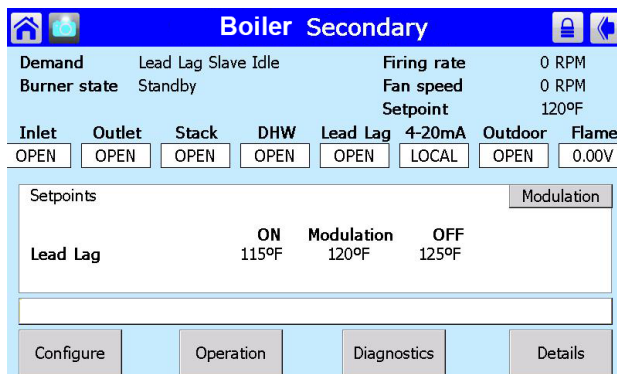 Boiler Secondary
Demand Lead Lag Slave Idle Firing rate 0 RPM
Burner state Standby Fan speed 0 RPM
Setpoint 120ºF
Inlet Outlet Stack DHW Lead Lag 4-20mA Outdoor Flame
OPEN OPEN OPEN OPEN OPEN LOCAL OPEN 0.00V
Setpoints Modulation
ON Modulation OFF
Lead Lag 115ºF 120ºF 125ºF
Configure Operation Diagnostics Details